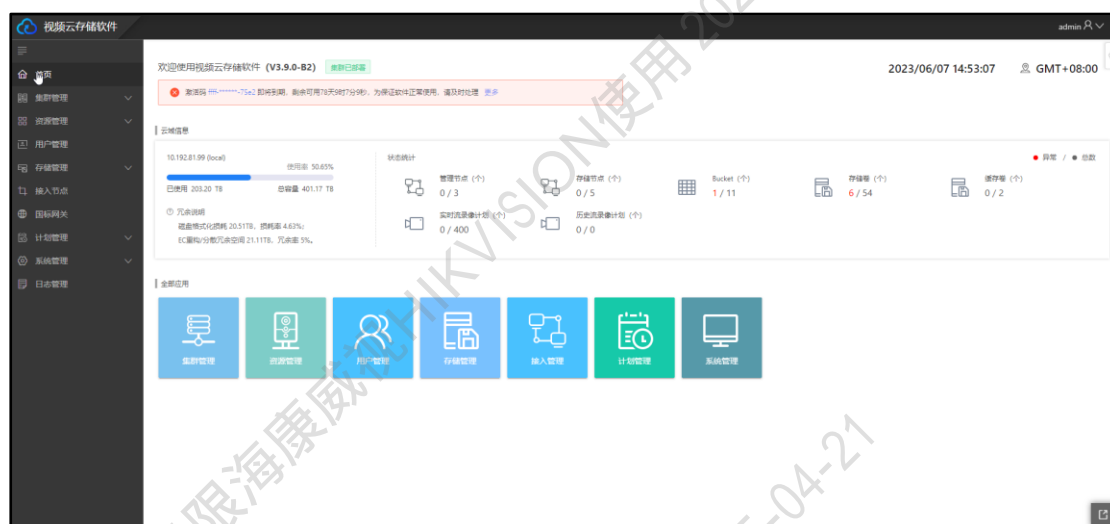 视频云存储软件
admin
首页
集群管理
资源管理
用户管理
存储管理
接入节点
国标网关
计划管理
系统管理
日志管理
欢迎使用视频云存储软件 (V3.9.0-B2) 集群已部署
2023/06/07 14:53:07 GMT+08:00
激活码 ffff-******-75e2 即将到期，剩余可用78天9时7分9秒，为保证软件正常使用，请及时处理 更多
云域信息
10.192.81.99 (local)
使用率 50.65%
已使用 203.20 TB 总容量 401.17 TB
冗余说明
磁盘格式化损耗 20.51TB，损耗率 4.63%；
EC重构/分散冗余空间 21.11TB，冗余率 5%。
状态统计
异常 / 总数
管理节点（个）
0 / 3
存储节点（个）
0 / 5
Bucket（个）
1 / 11
存储卷（个）
6 / 54
缓存卷（个）
0 / 2
实时流录像计划（个）
0 / 400
历史流录像计划（个）
0 / 0
全部应用
集群管理
资源管理
用户管理
存储管理
接入管理
计划管理
系统管理
限海康威视HIKVISION使用 202
-04-21